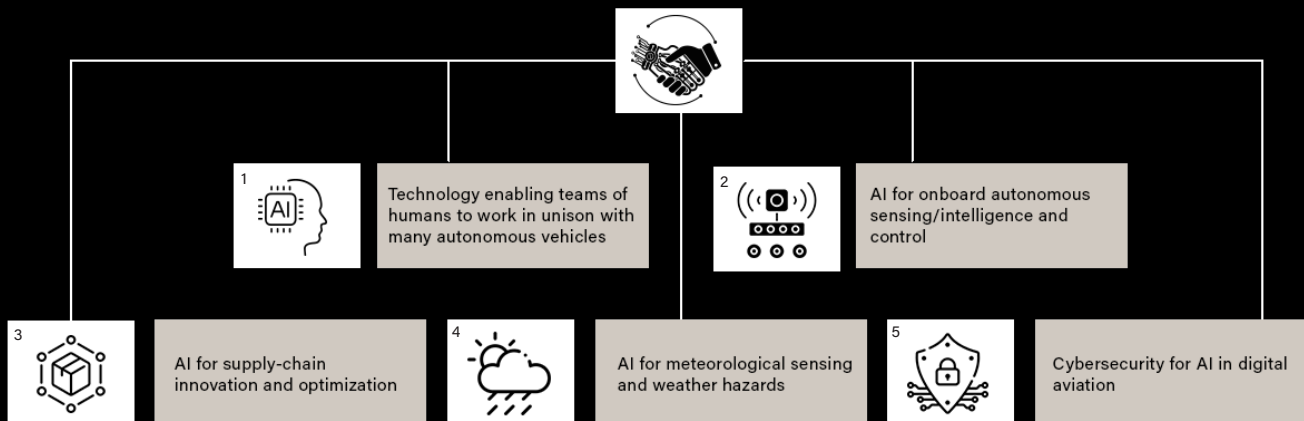 1
AI
Technology enabling teams of
humans to work in unison with
many autonomous vehicles
2
AI for onboard autonomous
sensing/intelligence and
control
3
AI for supply-chain
innovation and optimization
4
AI for meteorological sensing
and weather hazards
5
Cybersecurity for AI in digital
aviation